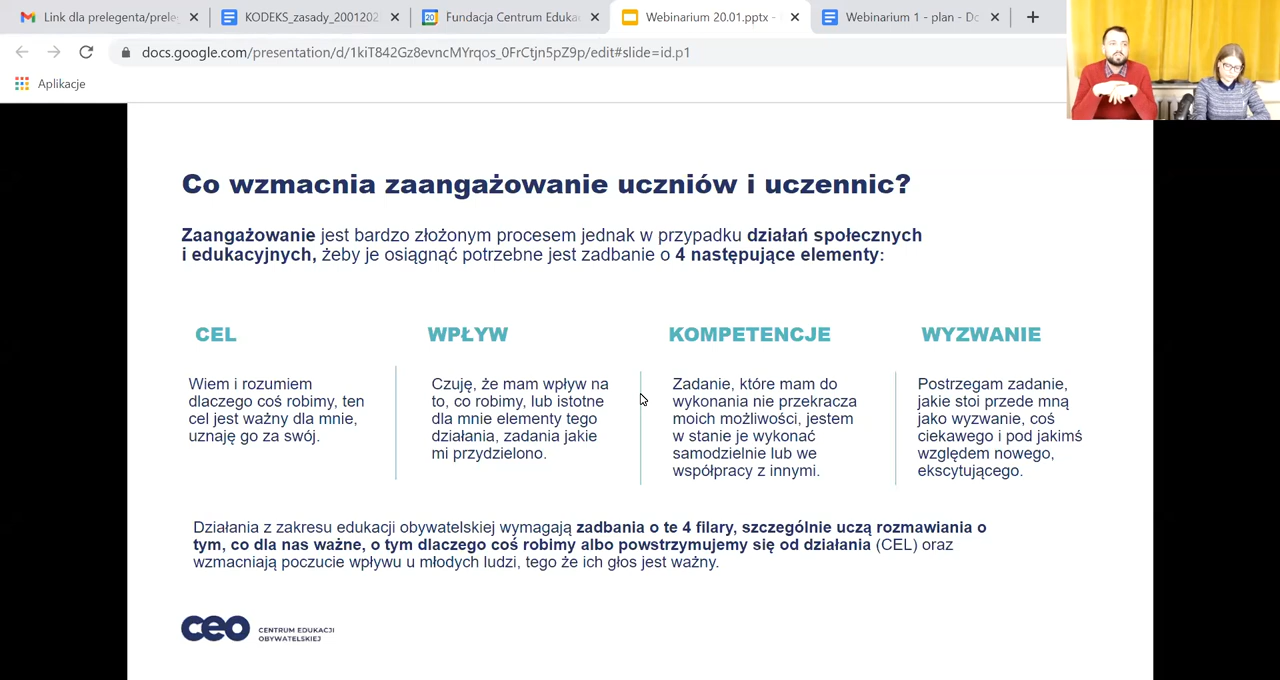 Link dla prelegenta/prele
KODEKS_zasady_2001202
Fundacja Centrum Eduka
Webinarium 20.01.pptx -
Webinarium 1 - plan - Do
docs.google.com/presentation/d/1kiT842Gz8evncMYrqos_0FrCtjn5pZ9p/edit#slide=id.p1
Aplikacje
Co wzmacnia zaangażowanie uczniów i uczennic?
Zaangażowanie jest bardzo złożonym procesem jednak w przypadku działań społecznych
i edukacyjnych, żeby je osiągnąć potrzebne jest zadbanie o 4 następujące elementy:
CEL
Wiem i rozumiem
dlaczego coś robimy, ten
cel jest ważny dla mnie,
uznaję go za swój.
WPŁYW
Czuję, że mam wpływ na
to, co robimy, lub istotne
dla mnie elementy tego
działania, zadania jakie
mi przydzielono.
KOMPETENCJE
Zadanie, które mam do
wykonania nie przekracza
moich możliwości, jestem
w stanie je wykonać
samodzielnie lub we
współpracy z innymi.
WYZWANIE
Postrzegam zadanie,
jakie stoi przede mną
jako wyzwanie, coś
ciekawego i pod jakimś
względem nowego,
ekscytującego.
Działania z zakresu edukacji obywatelskiej wymagają zadbania o te 4 filary, szczególnie uczą rozmawiania o
tym, co dla nas ważne, o tym dlaczego coś robimy albo powstrzymujemy się od działania (CEL) oraz
wzmacniają poczucie wpływu u młodych ludzi, tego że ich głos jest ważny.
ceo
CENTRUM EDUKACJI
OBYWATELSKIEJ